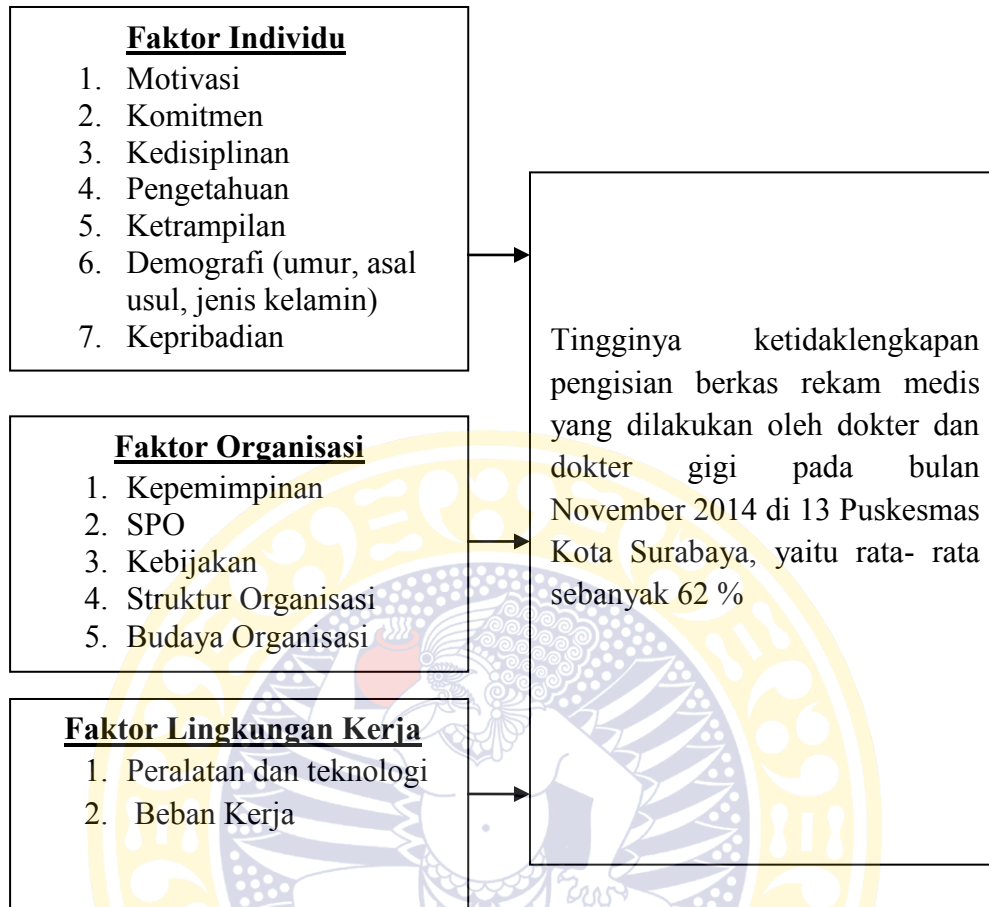 Faktor Individu
1. Motivasi
2. Komitmen
3. Kedisiplinan
4. Pengetahuan
5. Ketrampilan
6. Demografi (umur, asal
usul, jenis kelamin)
7. Kepribadian
Faktor Organisasi
1. Kepemimpinan
2. SPO
3. Kebijakan
4. Struktur Organisasi
5. Budaya Organisasi
Faktor Lingkungan Kerja
1. Peralatan dan teknologi
2. Beban Kerja
Tingginya ketidaklengkapan
pengisian berkas rekam medis
yang dilakukan oleh dokter dan
dokter gigi pada bulan
November 2014 di 13 Puskesmas
Kota Surabaya, yaitu rata- rata
sebanyak 62 %